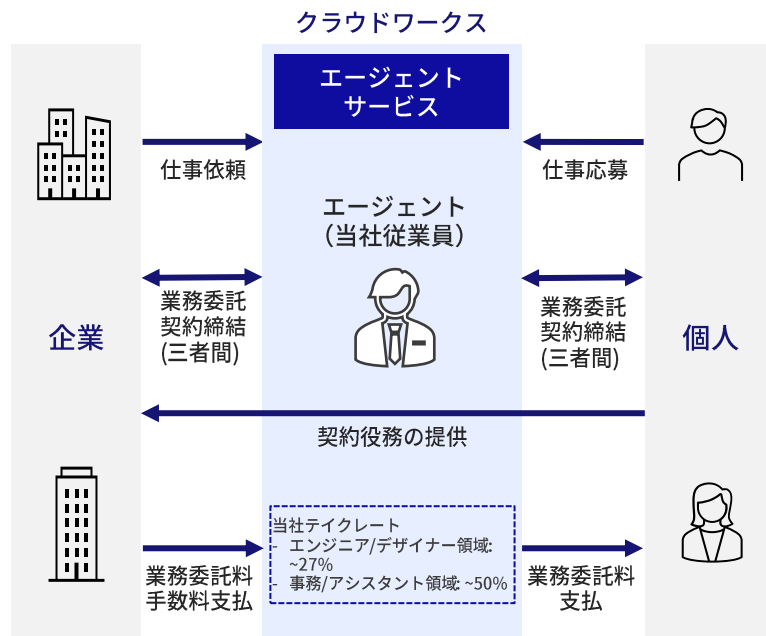 クラウドワークス
エージェント
サービス
仕事依頼
仕事応募
エージェント
（当社従業員）
業務委託
契約締結
(三者間)
業務委託
契約締結
(三者間)
企業
個人
契約役務の提供
当社テイクレート
- エンジニア/デザイナー領域:
~27%
- 事務/アシスタント領域: ~50%
業務委託料
手数料支払
業務委託料
支払